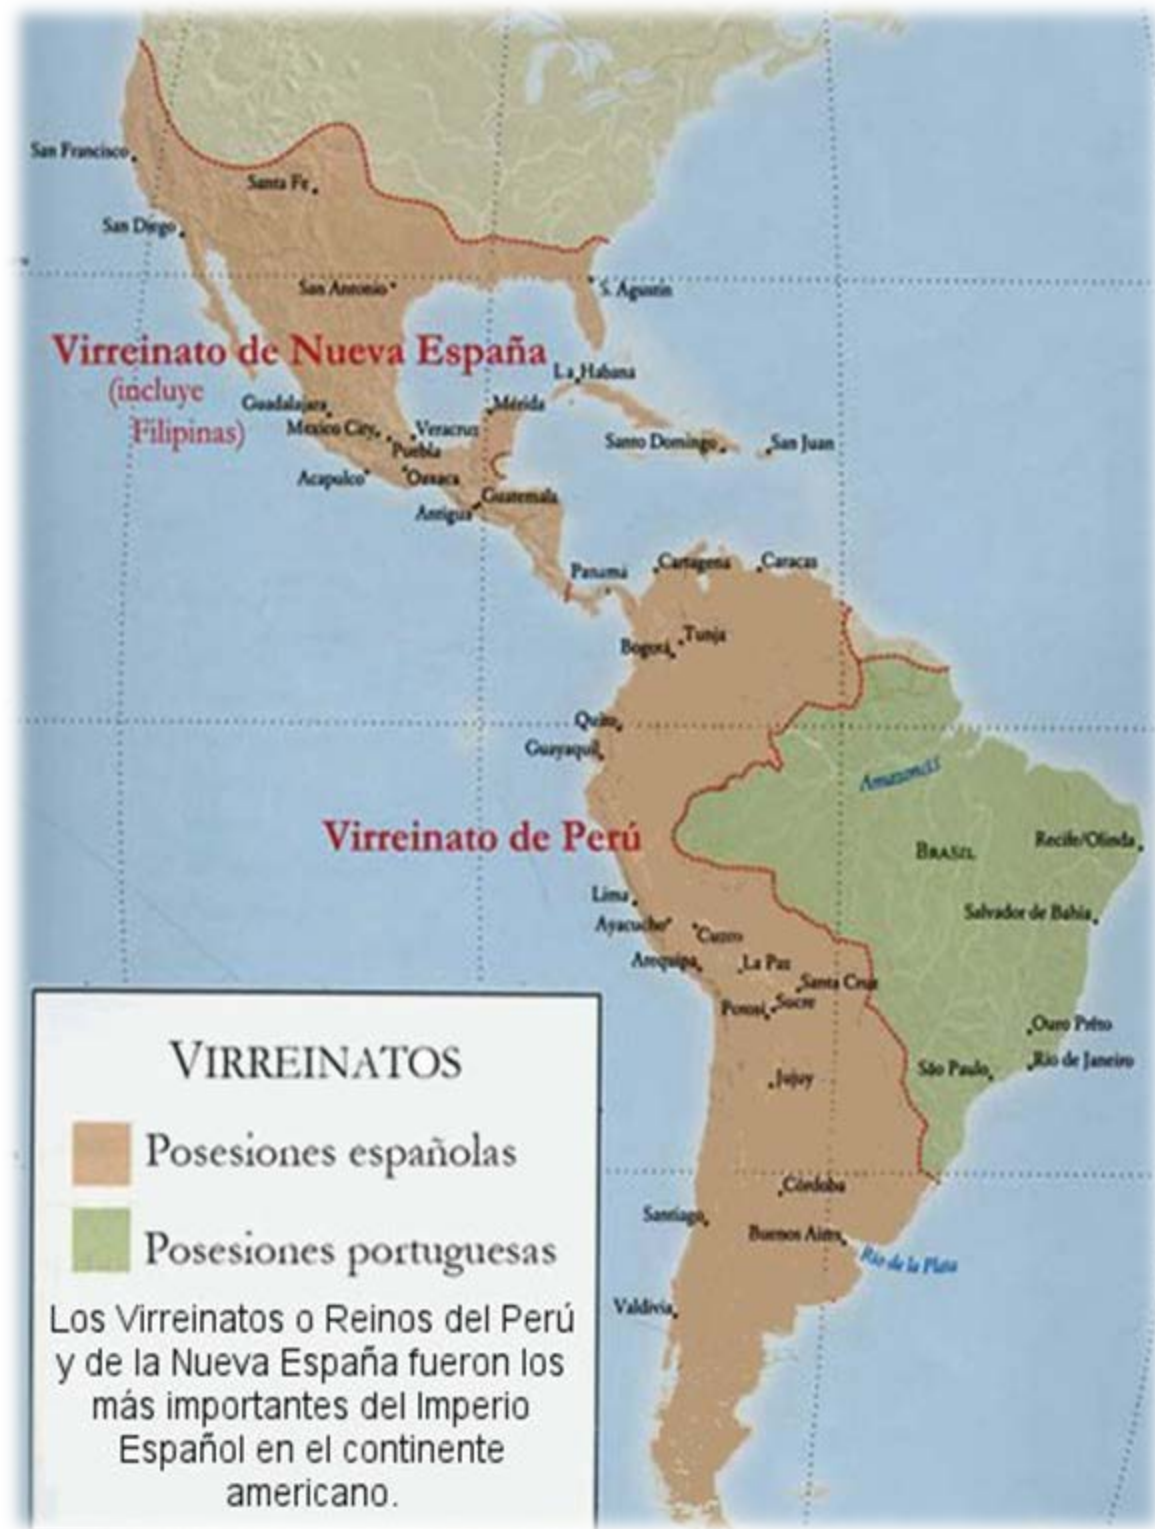 San Francisco
Santa Fe
San Diego
San Antonio
S. Agustín
Virreinato de Nueva España
(incluye
Filipinas)
La Habana
Guadalajara
Mérida
Mexico City
Veracruz
Puebla
Santo Domingo
San Juan
Acapulco
Oaxaca
Guatemala
Antigua
Panamá
Cartagena
Caracas
Tunja
Bogotá
Quito
Guayaquil
Amazonas
Virreinato de Perú
BRASIL
Recife/Olinda
Lima
Ayacucho
Cuzco
Salvador de Bahia
Arequipa
La Paz
Santa Cruz
Potosí
Sucre
Ouro Prêto
São Paulo
Rio de Janeiro
Jujuy
Córdoba
Santiago
Buenos Aires
Río de la Plata
Valdivia
VIRREINATOS
Posesiones españolas
Posesiones portuguesas
Los Virreinatos o Reinos del Perú
y de la Nueva España fueron los
más importantes del Imperio
Español en el continente
americano.